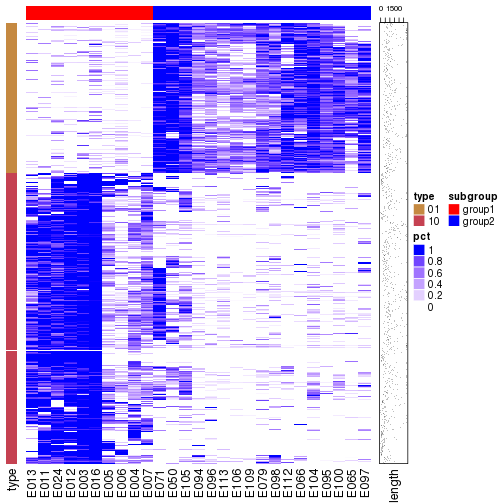 0 1500
type
01
10
subgroup
group1
group2
pct
1
0.8
0.6
0.4
0.2
0
type
E013
E011
E024
E012
E003
E016
E005
E006
E004
E007
E071
E050
E105
E094
E096
E113
E106
E109
E079
E098
E112
E066
E104
E095
E100
E065
E097
length